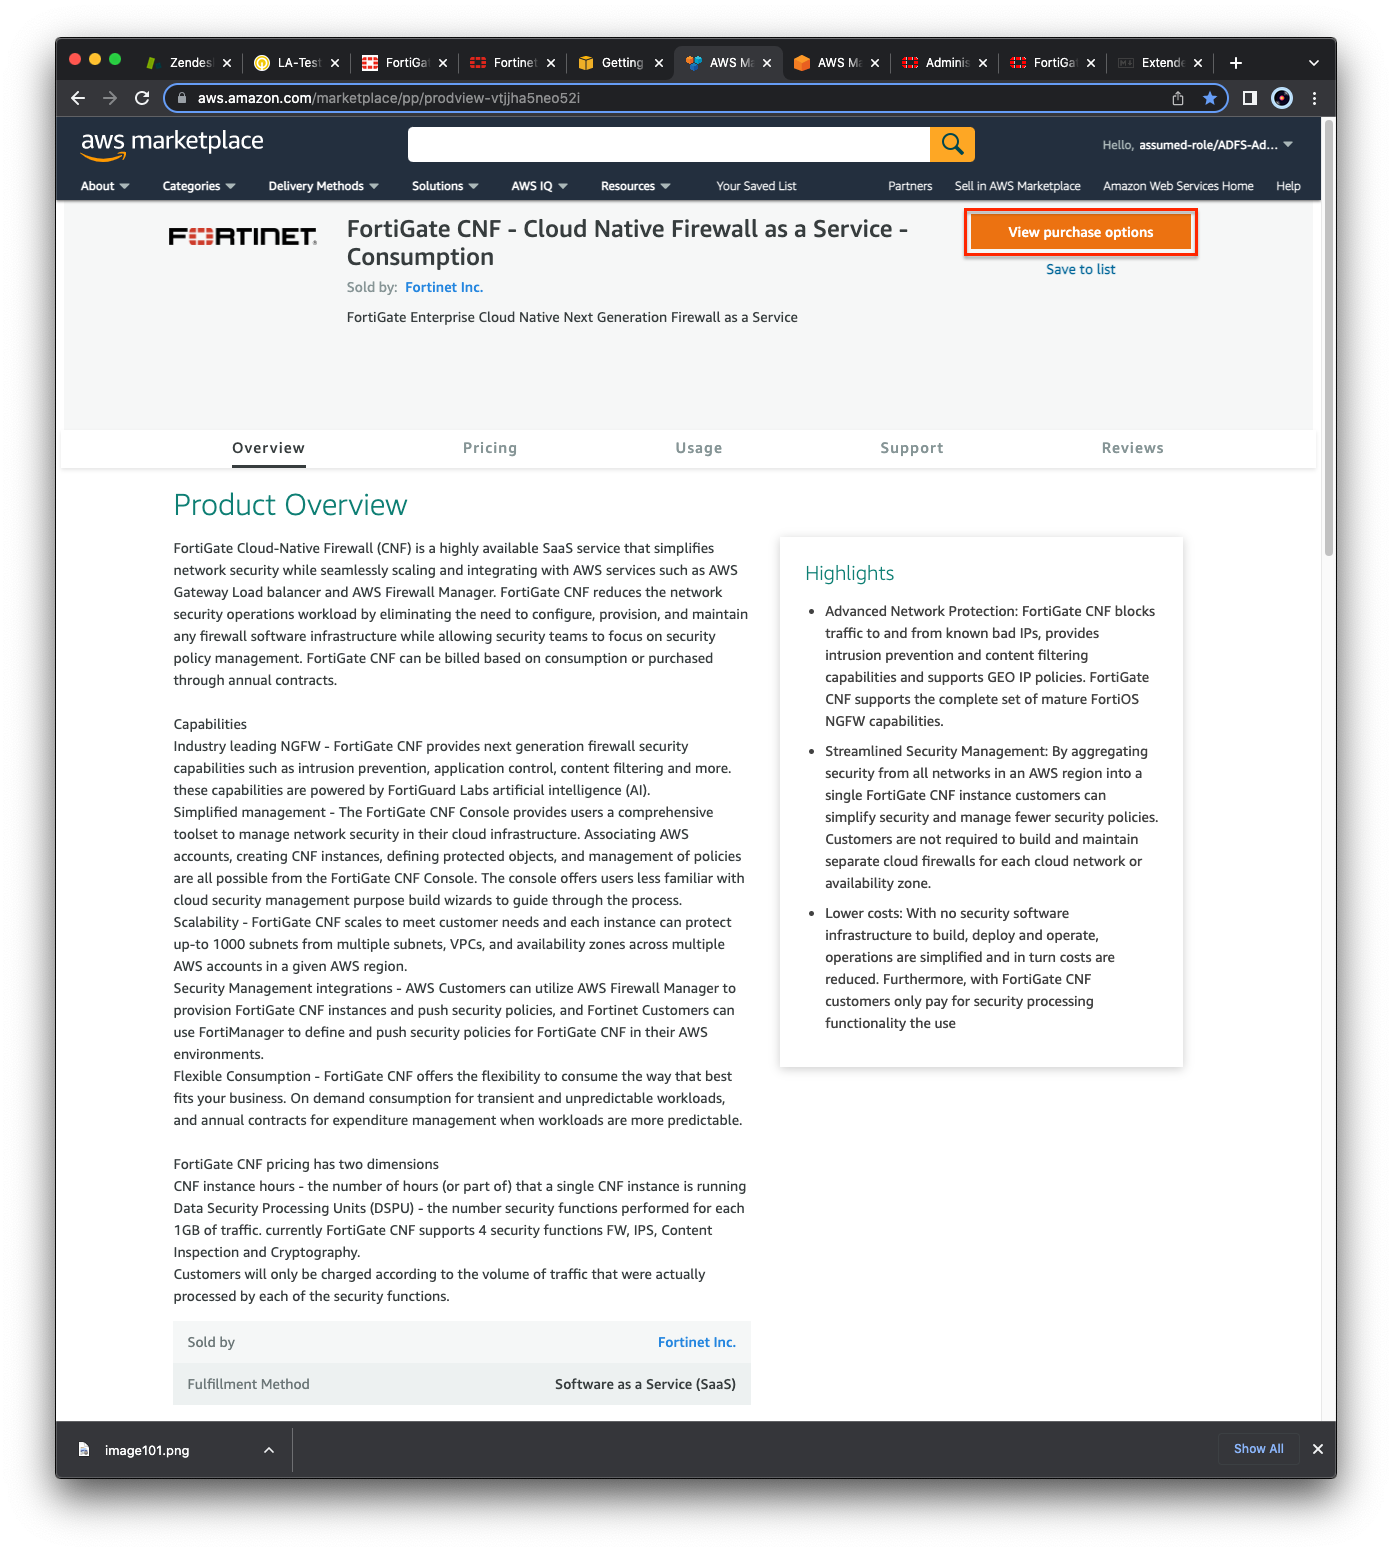 Zendes
LA-Test
FortiGat
Fortinet
Getting
AWS Ma
AWS Ma
Adminis
FortiGat
Extende
aws.amazon.com/marketplace/pp/prodview-vtjjha5neo52i
aws marketplace
Hello, assumed-role/ADFS-Ad...
About
Categories
Delivery Methods
Solutions
AWS IQ
Resources
Your Saved List
Partners
Sell in AWS Marketplace
Amazon Web Services Home
Help
FORTINET
FortiGate CNF - Cloud Native Firewall as a Service -
Consumption
View purchase options
Save to list
Sold by: Fortinet Inc.
FortiGate Enterprise Cloud Native Next Generation Firewall as a Service
Overview
Pricing
Usage
Support
Reviews
Product Overview
FortiGate Cloud-Native Firewall (CNF) is a highly available SaaS service that simplifies
network security while seamlessly scaling and integrating with AWS services such as AWS
Gateway Load balancer and AWS Firewall Manager. FortiGate CNF reduces the network
security operations workload by eliminating the need to configure, provision, and maintain
any firewall software infrastructure while allowing security teams to focus on security
policy management. FortiGate CNF can be billed based on consumption or purchased
through annual contracts.
Capabilities
Industry leading NGFW - FortiGate CNF provides next generation firewall security
capabilities such as intrusion prevention, application control, content filtering and more.
these capabilities are powered by FortiGuard Labs artificial intelligence (AI).
Simplified management - The FortiGate CNF Console provides users a comprehensive
toolset to manage network security in their cloud infrastructure. Associating AWS
accounts, creating CNF instances, defining protected objects, and management of policies
are all possible from the FortiGate CNF Console. The console offers users less familiar with
cloud security management purpose build wizards to guide through the process.
Scalability - FortiGate CNF scales to meet customer needs and each instance can protect
up-to 1000 subnets from multiple subnets, VPCs, and availability zones across multiple
AWS accounts in a given AWS region.
Security Management integrations - AWS Customers can utilize AWS Firewall Manager to
provision FortiGate CNF instances and push security policies, and Fortinet Customers can
use FortiManager to define and push security policies for FortiGate CNF in their AWS
environments.
Flexible Consumption - FortiGate CNF offers the flexibility to consume the way that best
fits your business. On demand consumption for transient and unpredictable workloads,
and annual contracts for expenditure management when workloads are more predictable.
FortiGate CNF pricing has two dimensions
CNF instance hours - the number of hours (or part of) that a single CNF instance is running
Data Security Processing Units (DSPU) - the number security functions performed for each
1GB of traffic. currently FortiGate CNF supports 4 security functions FW, IPS, Content
Inspection and Cryptography.
Customers will only be charged according to the volume of traffic that were actually
processed by each of the security functions.
Sold by
Fortinet Inc.
Fulfillment Method
Software as a Service (SaaS)
Highlights
• Advanced Network Protection: FortiGate CNF blocks
traffic to and from known bad IPs, provides
intrusion prevention and content filtering
capabilities and supports GEO IP policies. FortiGate
CNF supports the complete set of mature FortiOS
NGFW capabilities.
• Streamlined Security Management: By aggregating
security from all networks in an AWS region into a
single FortiGate CNF instance customers can
simplify security and manage fewer security policies.
Customers are not required to build and maintain
separate cloud firewalls for each cloud network or
availability zone.
• Lower costs: With no security software
infrastructure to build, deploy and operate,
operations are simplified and in turn costs are
reduced. Furthermore, with FortiGate CNF
customers only pay for security processing
functionality the use
image101.png
Show All